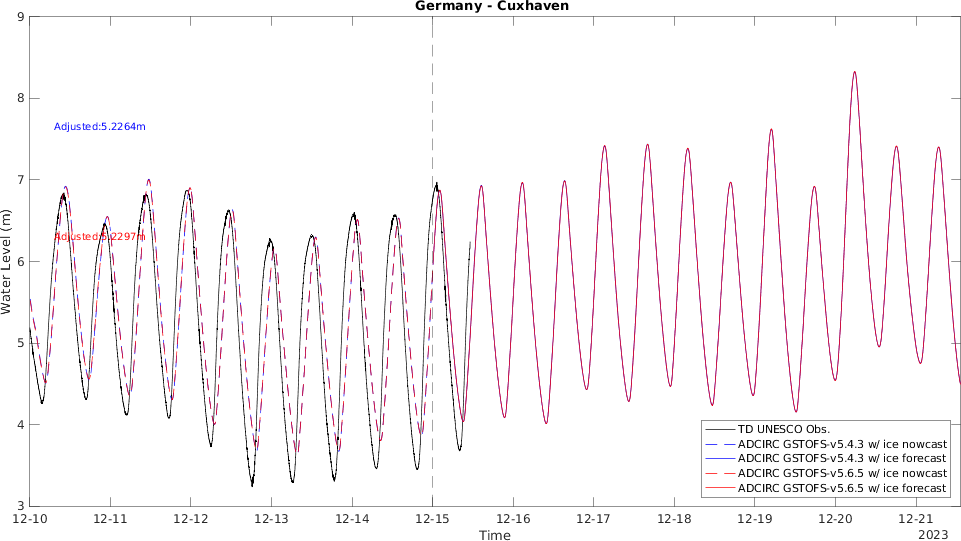 Germany - Cuxhaven
9
8
7
6
5
4
3
Water Level (m)
Adjusted:5.2264m
Adjusted:5.2297m
TD UNESCO Obs.
ADCIRC GSTOFS-v5.4.3 w/ ice nowcast
ADCIRC GSTOFS-v5.4.3 w/ ice forecast
ADCIRC GSTOFS-v5.6.5 w/ ice nowcast
ADCIRC GSTOFS-v5.6.5 w/ ice forecast
12-10 12-11 12-12 12-13 12-14 12-15 12-16 12-17 12-18 12-19 12-20 12-21
Time
2023